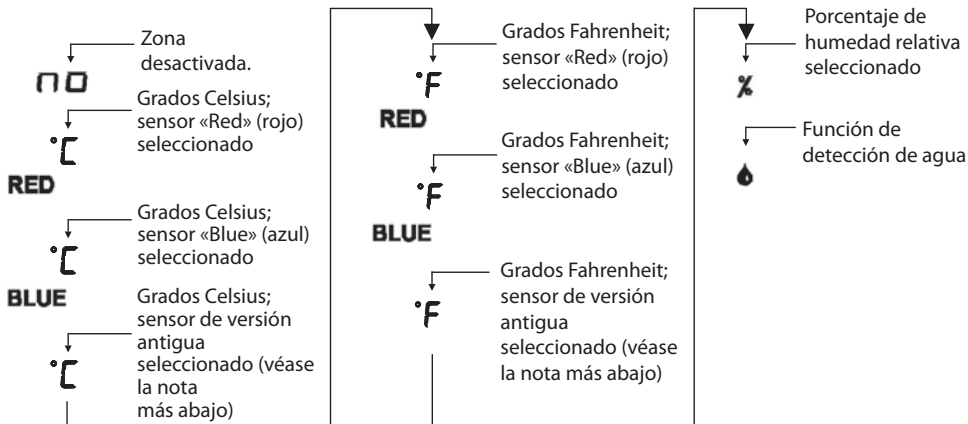 Zona
desactivada.
no
Grados Celsius;
sensor «Red» (rojo)
seleccionado
°C
RED
Grados Celsius;
sensor «Blue» (azul)
seleccionado
°C
BLUE
Grados Celsius;
sensor de versión
antigua
seleccionado (véase
la nota
más abajo)
°C
Grados Fahrenheit;
sensor «Red» (rojo)
seleccionado
°F
RED
Grados Fahrenheit;
sensor «Blue» (azul)
seleccionado
°F
BLUE
Grados Fahrenheit;
sensor de versión
antigua
seleccionado (véase
la nota más abajo)
°F
Porcentaje de
humedad relativa
seleccionado
%
Función de
detección de agua